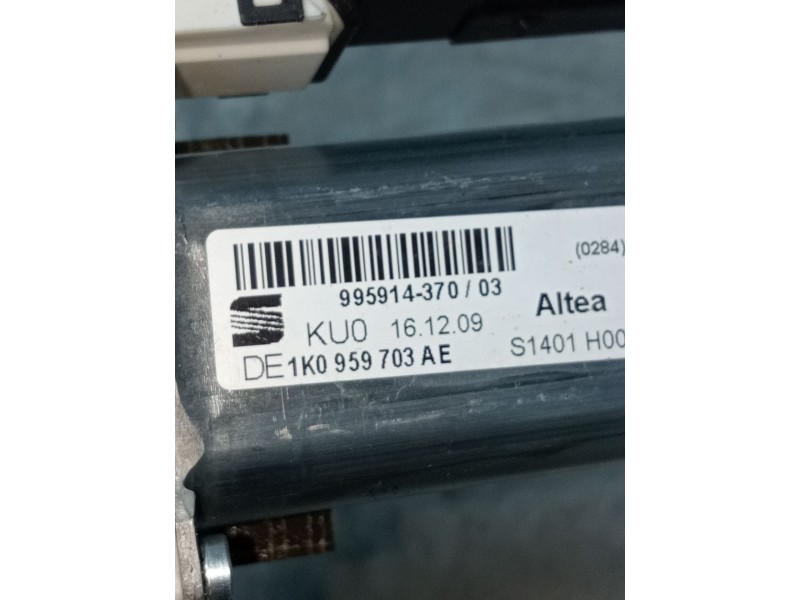 (0284)
995914-370 / 03
Altea
KU0 16.12.09
S1401 H00
DE 1K0 959 703 AE